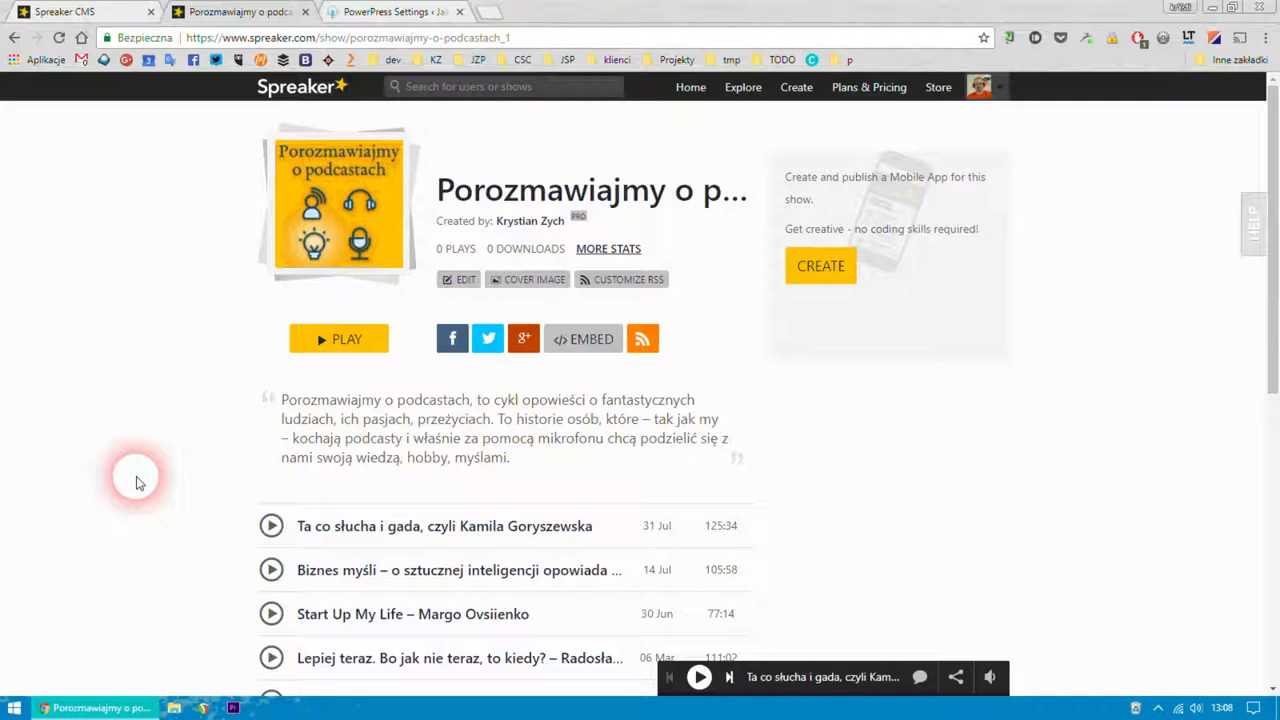 Spreaker CMS
Porozmawiajmy o podca
PowerPress Settings ‹ Ja
Bezpieczna
https://www.spreaker.com/show/porozmawiajmy-o-podcastach_1
Aplikacje
dev
KZ
JZP
CSC
JSP
klienci
Projekty
tmp
TODO
p
Inne zakładki
Spreaker
Search for users or shows
Home
Explore
Create
Plans & Pricing
Store
Porozmawiajmy
o podcastach
Porozmawiajmy o p...
Created by: Krystian Zych PRO
0 PLAYS 0 DOWNLOADS MORE STATS
EDIT
COVER IMAGE
CUSTOMIZE RSS
PLAY
</> EMBED
Create and publish a Mobile App for this
show.
Get creative - no coding skills required!
CREATE
HELP
Porozmawiajmy o podcastach, to cykl opowieści o fantastycznych
ludziach, ich pasjach, przeżyciach. To historie osób, które – tak jak my
– kochają podcasty i właśnie za pomocą mikrofonu chcą podzielić się z
nami swoją wiedzą, hobby, myślami.
Ta co słucha i gada, czyli Kamila Goryszewska 31 Jul 125:34
Biznes myśli – o sztucznej inteligencji opowiada ... 14 Jul 105:58
Start Up My Life – Margo Ovsiienko 30 Jun 77:14
Lepiej teraz. Bo jak nie teraz, to kiedy? – Radosła... 06 Mar 111:02
Ta co słucha i gada, czyli Kam...
Porozmawiajmy o po...
13:08